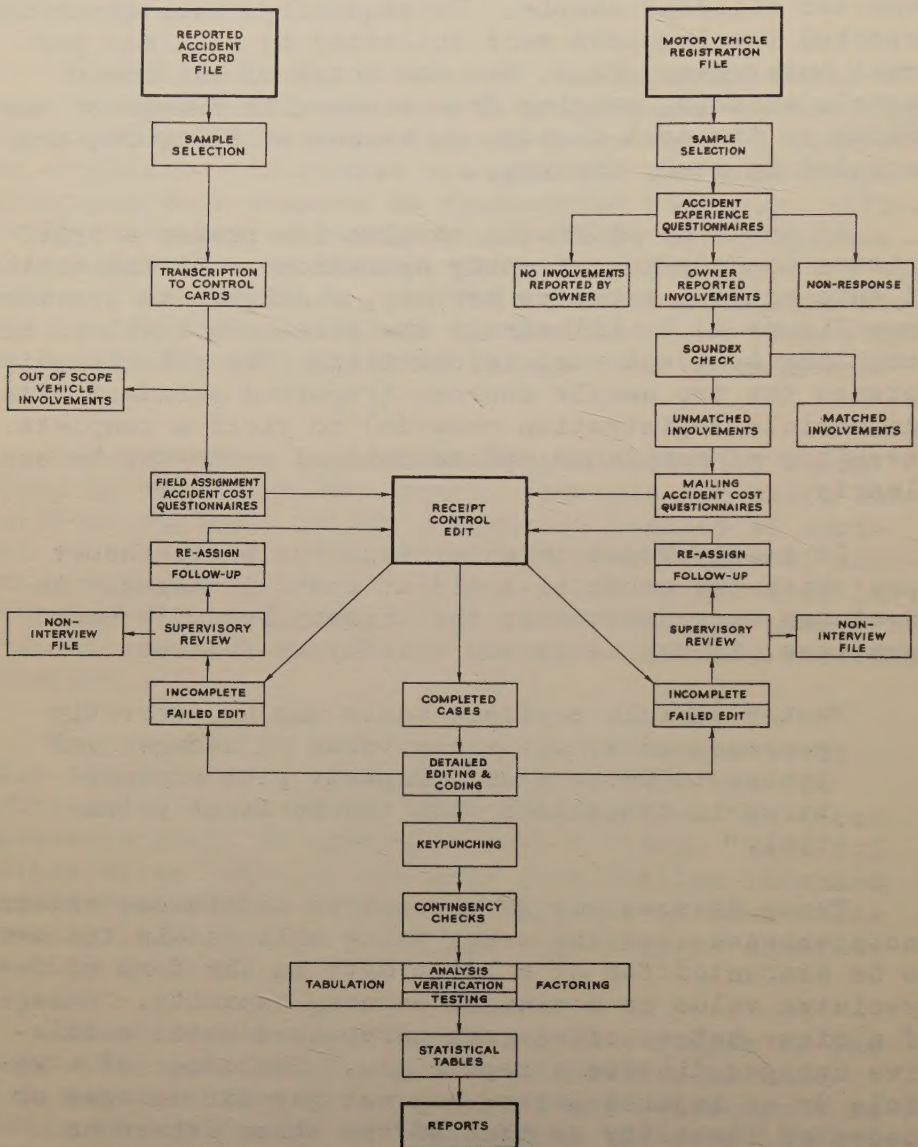 REPORTED
ACCIDENT
RECORD
FILE
MOTOR VEHICLE
REGISTRATION
FILE
SAMPLE
SELECTION
SAMPLE
SELECTION
ACCIDENT
EXPERIENCE
QUESTIONNAIRES
TRANSCRIPTION
TO CONTROL
CARDS
NO INVOLVEMENTS
REPORTED BY
OWNER
OWNER
REPORTED
INVOLVEMENTS
NON-RESPONSE
SOUNDEX
CHECK
OUT OF SCOPE
VEHICLE
INVOLVEMENTS
UNMATCHED
INVOLVEMENTS
MATCHED
INVOLVEMENTS
FIELD ASSIGNMENT
ACCIDENT COST
QUESTIONNAIRES
RECEIPT
CONTROL
EDIT
MAILING
ACCIDENT COST
QUESTIONNAIRES
RE-ASSIGN
FOLLOW-UP
RE-ASSIGN
FOLLOW-UP
NON-
INTERVIEW
FILE
SUPERVISORY
REVIEW
SUPERVISORY
REVIEW
NON-
INTERVIEW
FILE
INCOMPLETE
FAILED EDIT
COMPLETED
CASES
INCOMPLETE
FAILED EDIT
DETAILED
EDITING &
CODING
KEYPUNCHING
CONTINGENCY
CHECKS
TABULATION
ANALYSIS
VERIFICATION
TESTING
FACTORING
STATISTICAL
TABLES
REPORTS